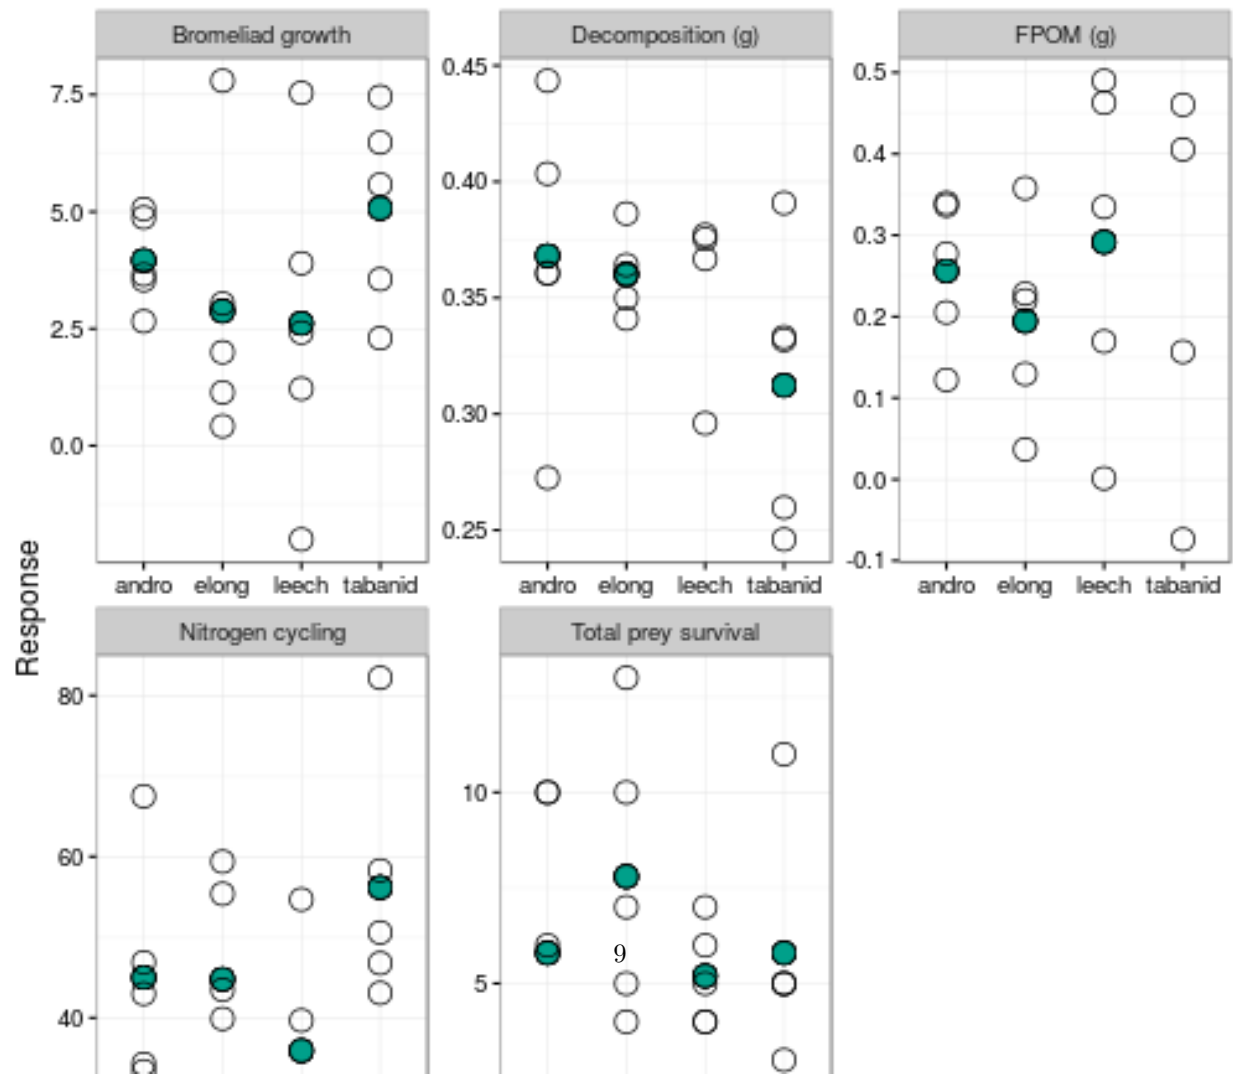 Bromeliad growth
Decomposition (g)
FPOM (g)
7.5
5.0
2.5
0.0
0.45
0.40
0.35
0.30
0.25
0.5
0.4
0.3
0.2
0.1
0.0
-0.1
andro elong leech tabanid
andro elong leech tabanid
andro elong leech tabanid
Response
Nitrogen cycling
Total prey survival
80
60
40
10
5
9